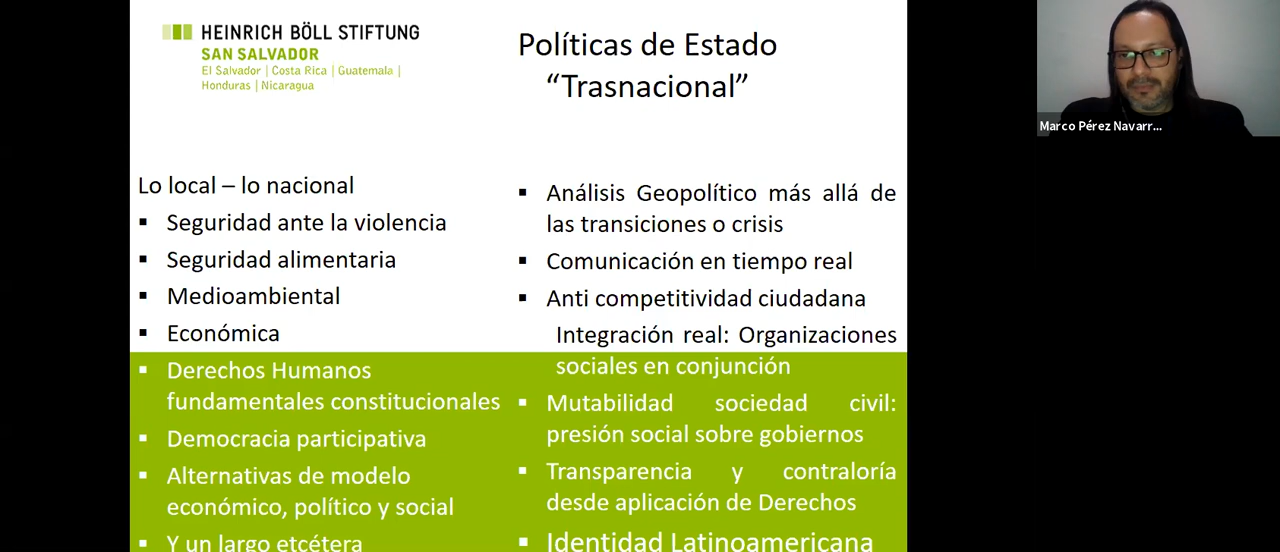 HEINRICH BÖLL STIFTUNG
SAN SALVADOR
El Salvador | Costa Rica | Guatemala |
Honduras | Nicaragua
Políticas de Estado
“Trasnacional”
Lo local – lo nacional
▪ Seguridad ante la violencia
▪ Seguridad alimentaria
▪ Medioambiental
▪ Económica
▪ Derechos Humanos
fundamentales constitucionales
▪ Democracia participativa
▪ Alternativas de modelo
económico, político y social
▪ Y un largo etcétera
▪ Análisis Geopolítico más allá de
las transiciones o crisis
▪ Comunicación en tiempo real
▪ Anti competitividad ciudadana
Integración real: Organizaciones
sociales en conjunción
▪ Mutabilidad sociedad civil:
presión social sobre gobiernos
▪ Transparencia y contraloría
desde aplicación de Derechos
▪ Identidad Latinoamericana
Marco Pérez Navarr...